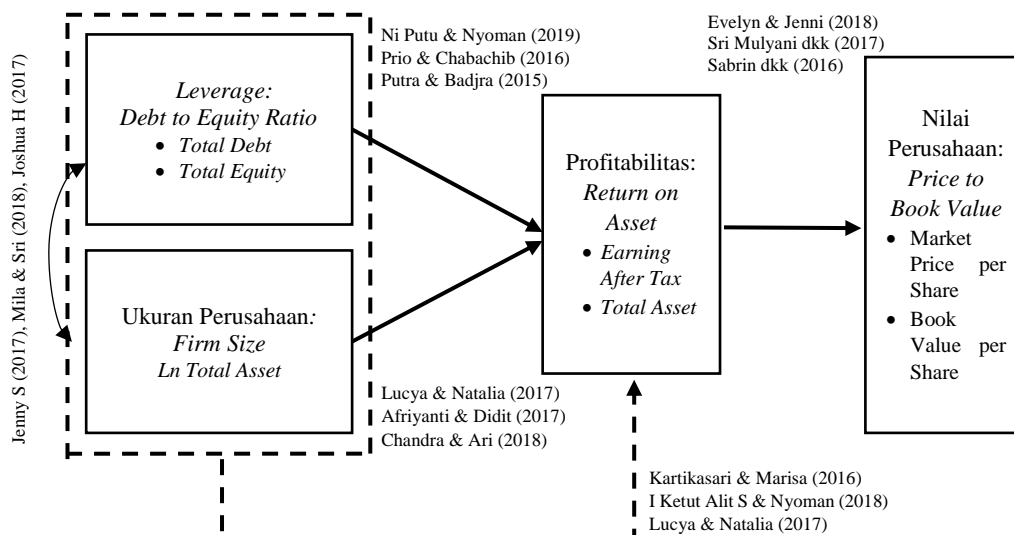 Jenny S (2017), Mila & Sri (2018), Joshua H (2017)
Leverage:
Debt to Equity Ratio
• Total Debt
• Total Equity
Ukuran Perusahaan:
Firm Size
Ln Total Asset
Ni Putu & Nyoman (2019)
Prio & Chabachib (2016)
Putra & Badjra (2015)
Lucya & Natalia (2017)
Afriyanti & Didit (2017)
Chandra & Ari (2018)
Profitabilitas:
Return on
Asset
• Earning
After Tax
• Total Asset
Kartikasari & Marisa (2016)
I Ketut Alit S & Nyoman (2018)
Lucya & Natalia (2017)
Evelyn & Jenni (2018)
Sri Mulyani dkk (2017)
Sabrin dkk (2016)
Nilai
Perusahaan:
Price to
Book Value
• Market
Price per
Share
• Book
Value per
Share